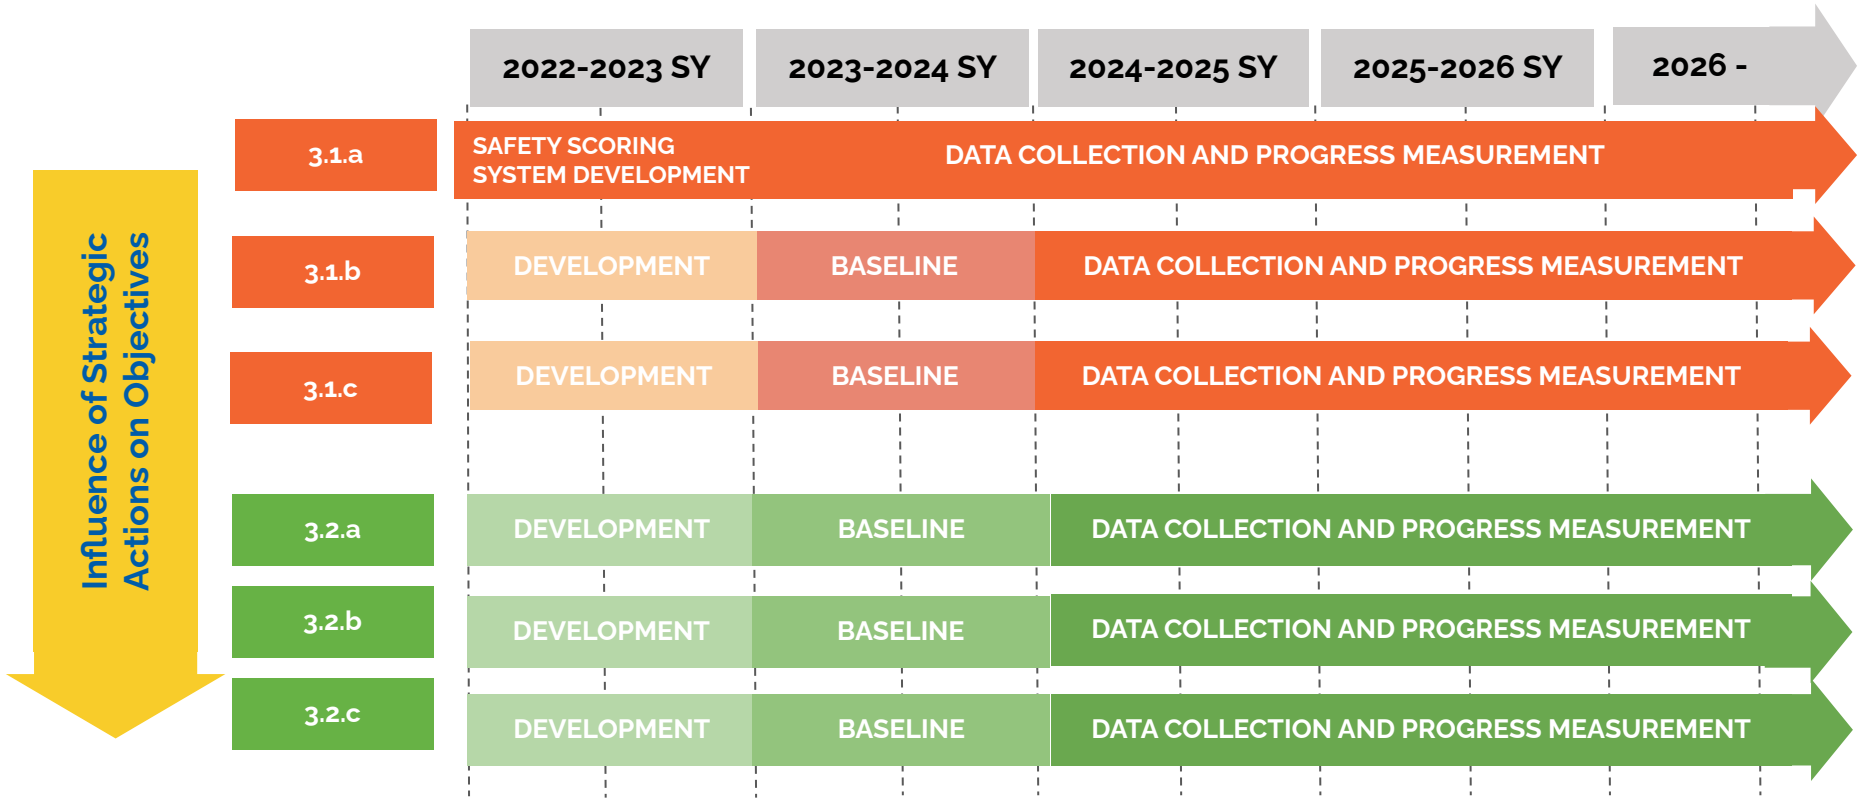 2022-2023 SY
2023-2024 SY
2024-2025 SY
2025-2026 SY
2026 -
Influence of Strategic
Actions on Objectives
3.1.a
SAFETY SCORING
SYSTEM DEVELOPMENT
DATA COLLECTION AND PROGRESS MEASUREMENT
3.1.b
DEVELOPMENT
BASELINE
DATA COLLECTION AND PROGRESS MEASUREMENT
3.1.c
DEVELOPMENT
BASELINE
DATA COLLECTION AND PROGRESS MEASUREMENT
3.2.a
DEVELOPMENT
BASELINE
DATA COLLECTION AND PROGRESS MEASUREMENT
3.2.b
DEVELOPMENT
BASELINE
DATA COLLECTION AND PROGRESS MEASUREMENT
3.2.c
DEVELOPMENT
BASELINE
DATA COLLECTION AND PROGRESS MEASUREMENT